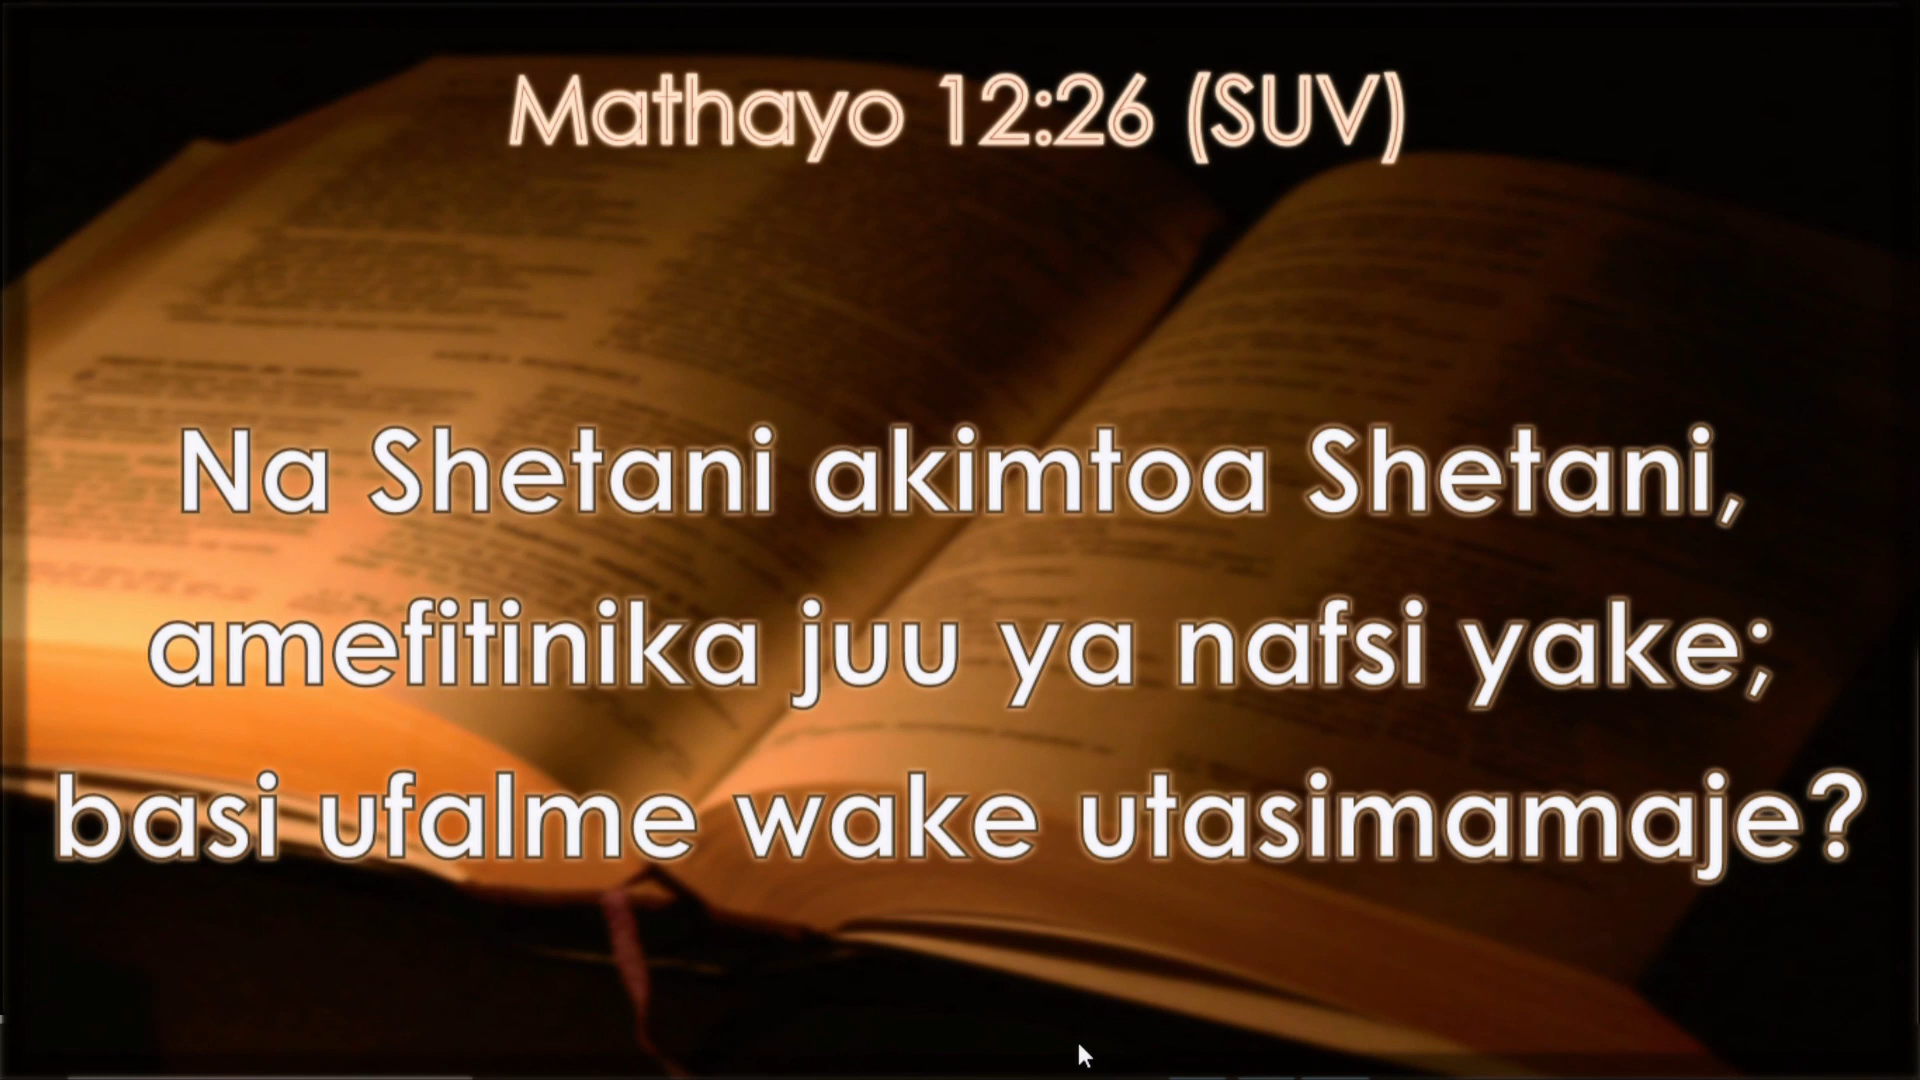 Mathayo 12:26 (SUV)
Na Shetani akimtoa Shetani,
amefitinika juu ya nafsi yake;
basi ufalme wake utasimamaje?